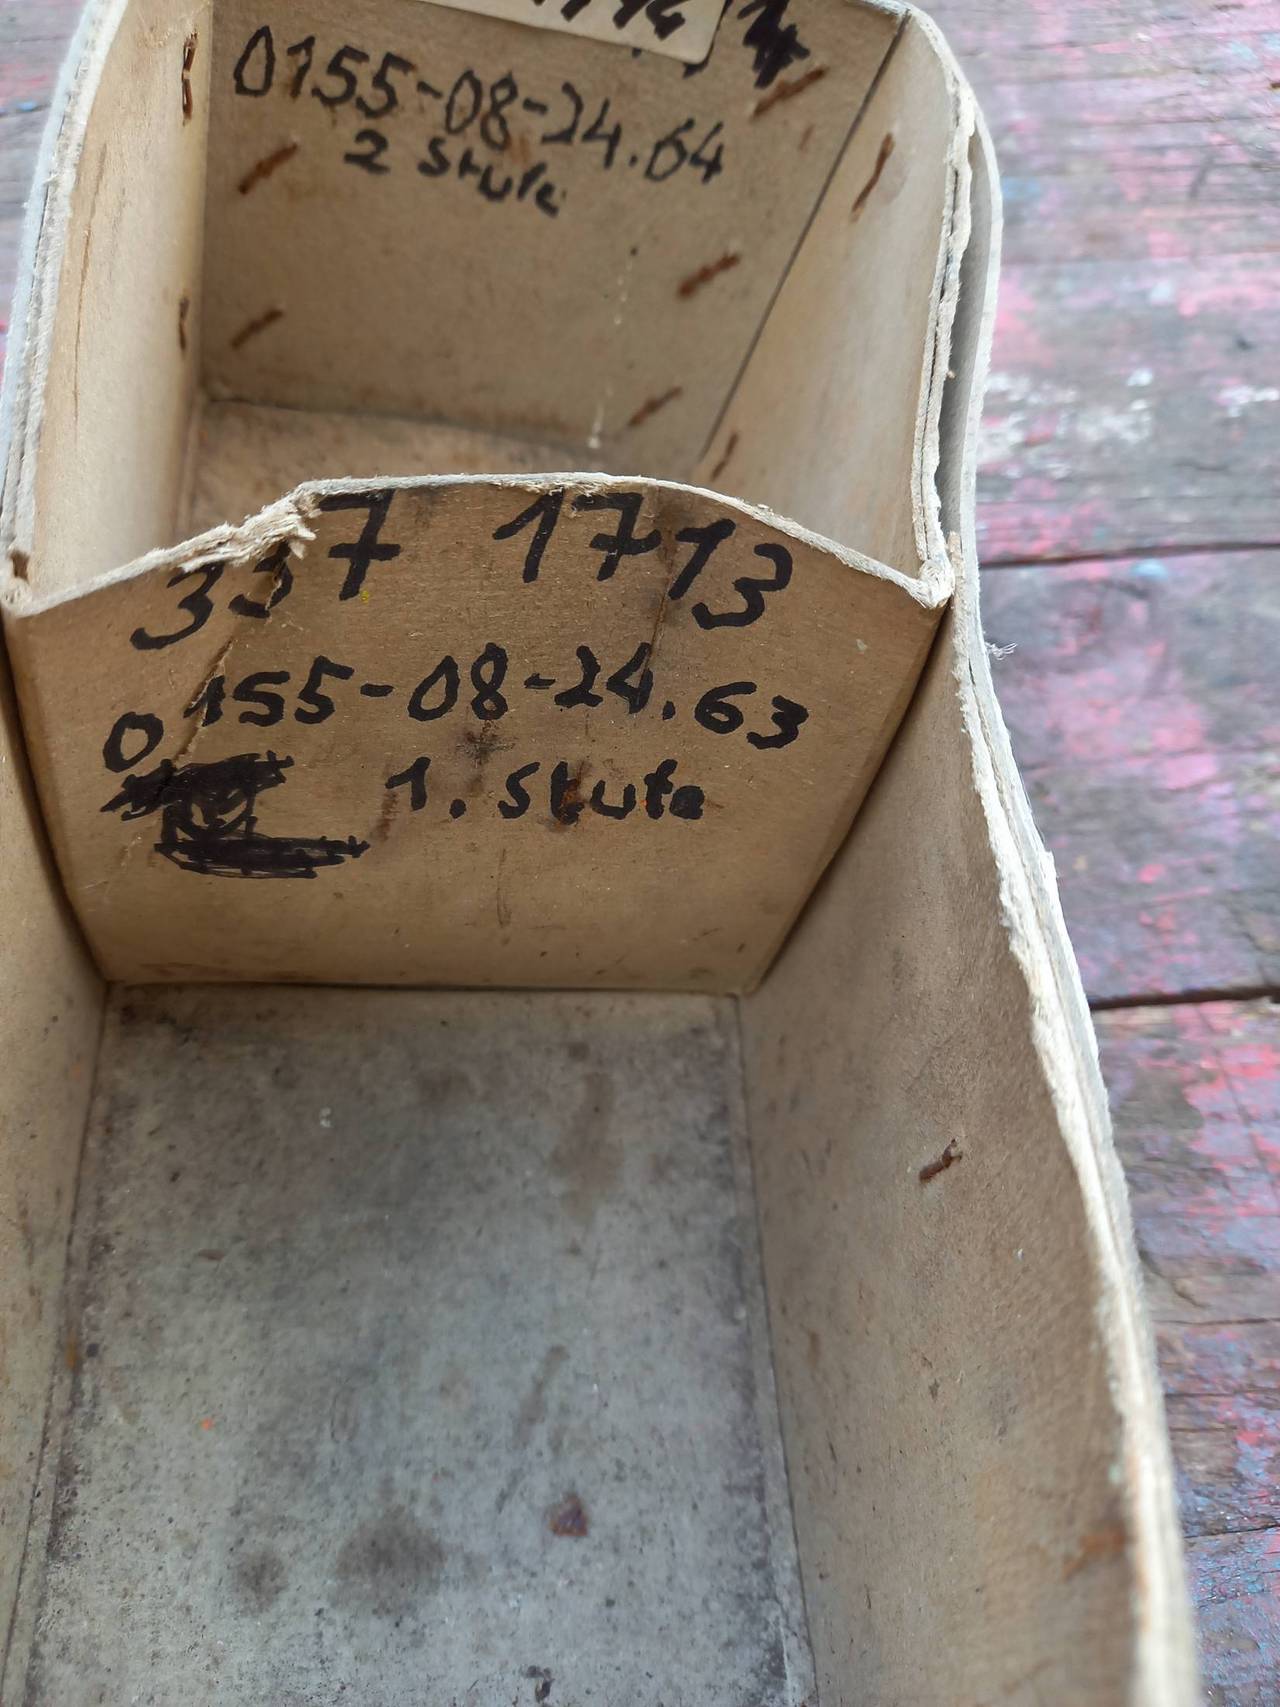 0155-08-24.64
2 Stufe
337 1713
0155-08-24.63
1. Stufe